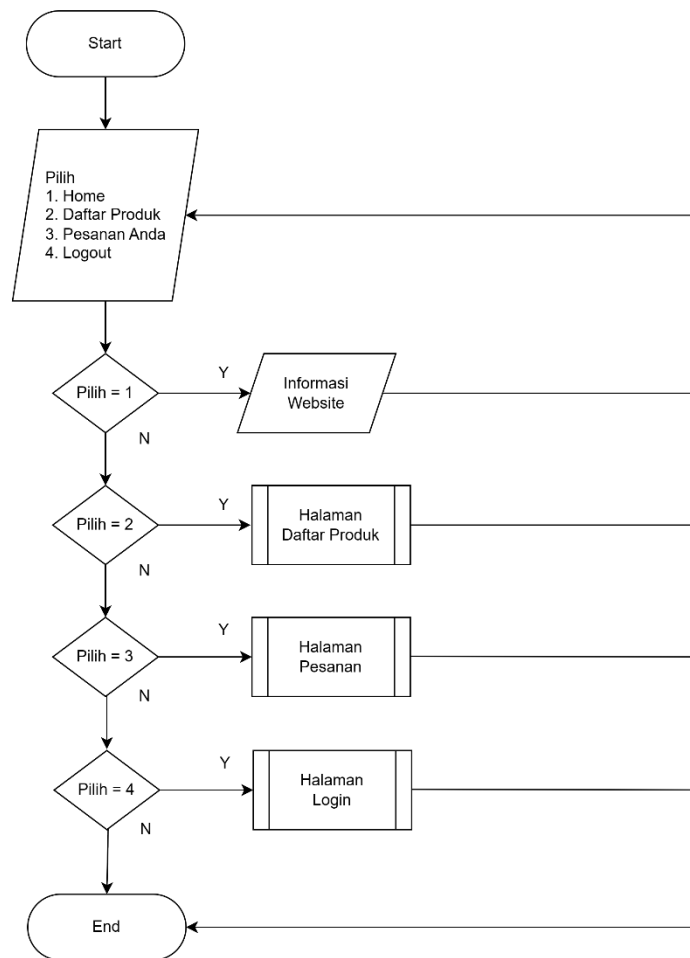 Start
Pilih
1. Home
2. Daftar Produk
3. Pesanan Anda
4. Logout
Pilih = 1
Y
Informasi
Website
N
Pilih = 2
Y
Halaman
Daftar Produk
N
Pilih = 3
Y
Halaman
Pesanan
N
Pilih = 4
Y
Halaman
Login
N
End